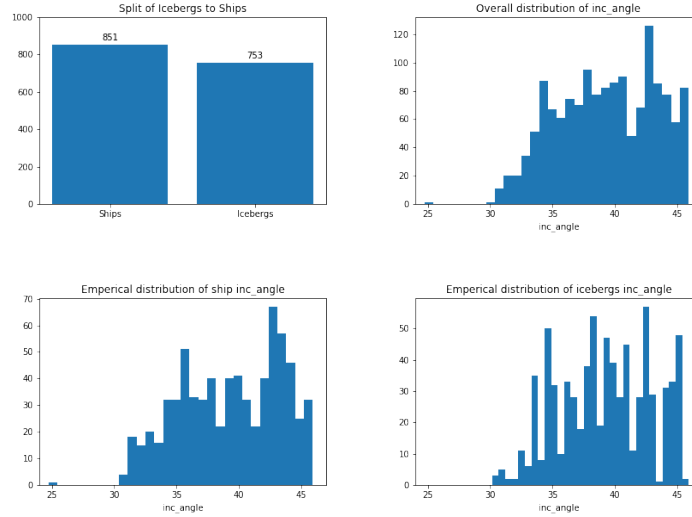 Split of Icebergs to Ships
1000
800
600
400
200
0
851
753
Ships Icebergs
Overall distribution of inc_angle
120
100
80
60
40
20
0
25 30 35 40 45
inc_angle
Emperical distribution of ship inc_angle
70
60
50
40
30
20
10
0
25 30 35 40 45
inc_angle
Emperical distribution of icebergs inc_angle
50
40
30
20
10
0
25 30 35 40 45
inc_angle